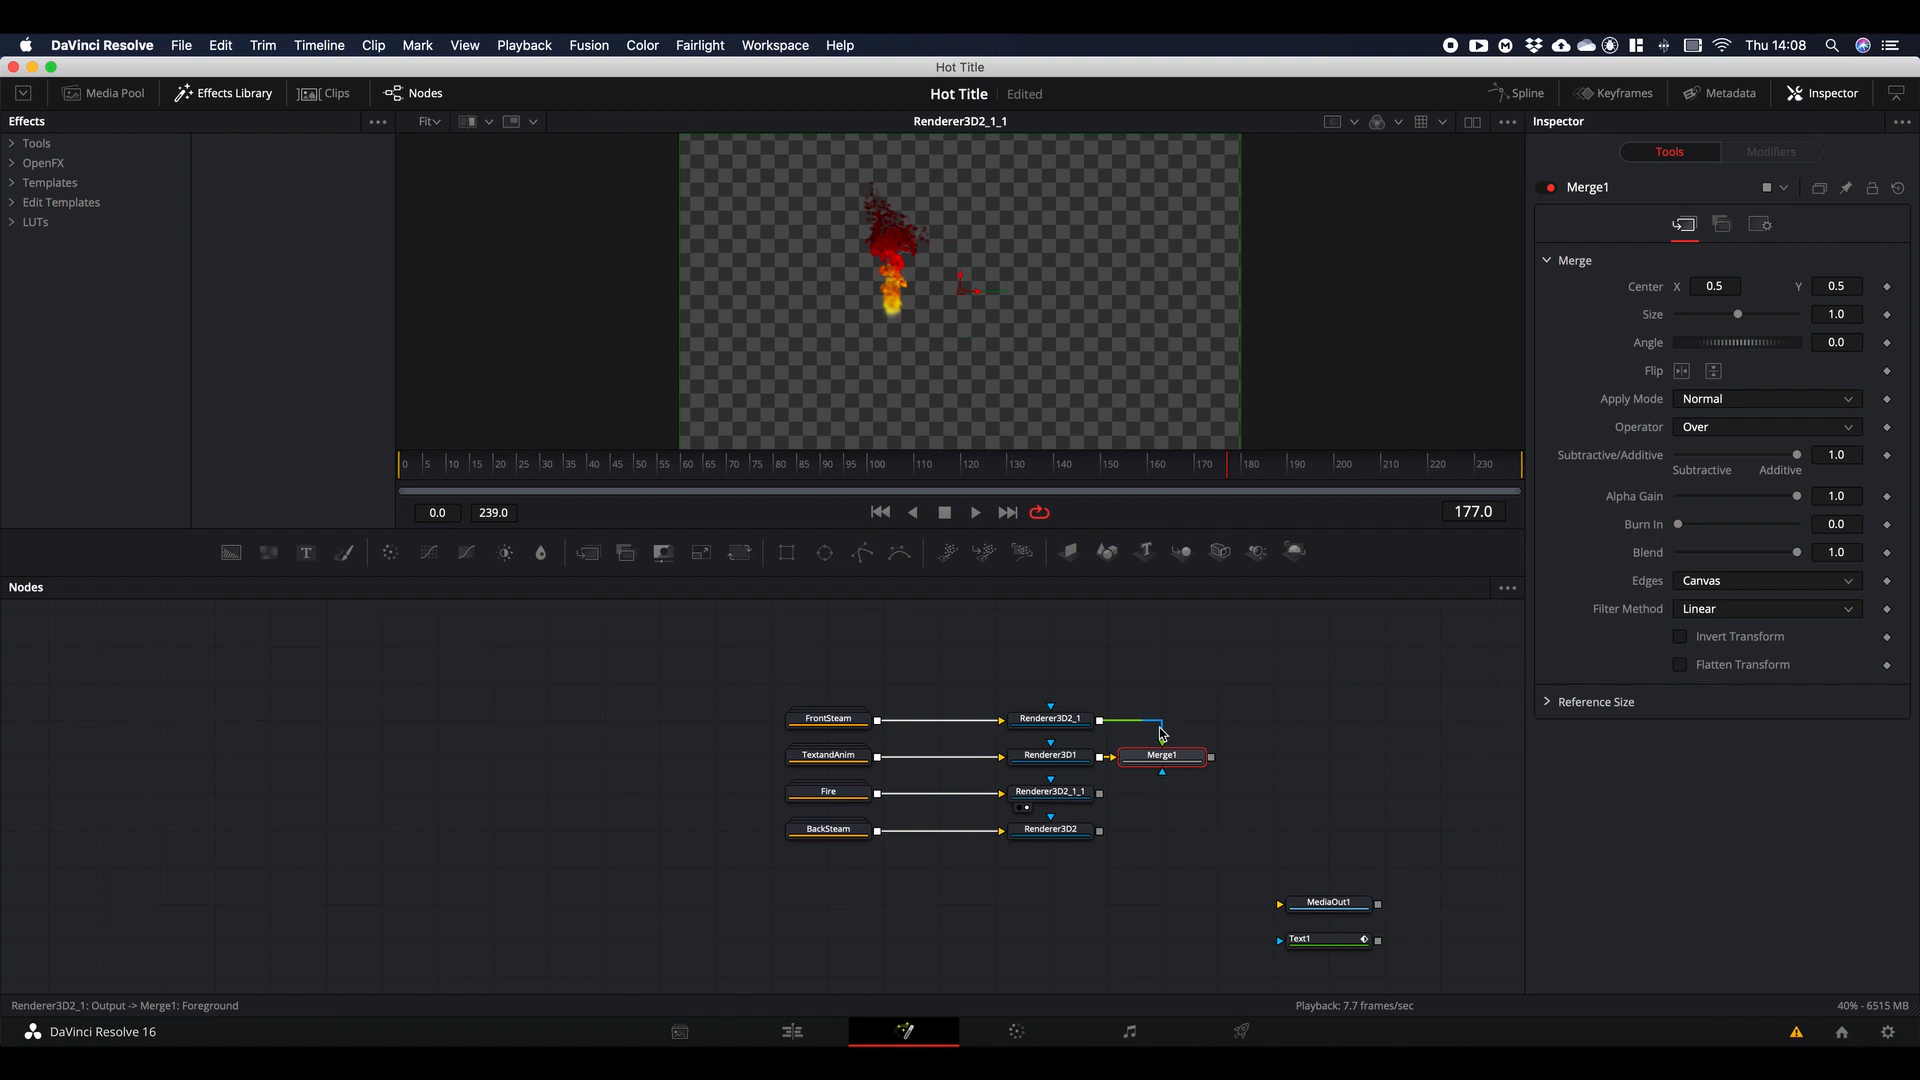 DaVinci Resolve File Edit Trim Timeline Clip Mark View Playback Fusion Color Fairlight Workspace Help Thu 14:08
Hot Title
Media Pool Effects Library Clips Nodes Hot Title Edited Spline Keyframes Metadata Inspector
Effects Fit Renderer3D2_1_1 Inspector
Tools
OpenFX
Templates
Edit Templates
LUTs
Tools Modifiers
Merge1
Merge
Center X 0.5 Y 0.5
Size 1.0
Angle 0.0
Flip
Apply Mode Normal
Operator Over
Subtractive/Additive 1.0
Subtractive Additive
Alpha Gain 1.0
Burn In 0.0
Blend 1.0
Edges Canvas
Filter Method Linear
Invert Transform
Flatten Transform
Reference Size
0 5 10 15 20 25 30 35 40 45 50 55 60 65 70 75 80 85 90 95 100 110 120 130 140 150 160 170 180 190 200 210 220 230
0.0 239.0 177.0
T
Nodes
FrontSteam Renderer3D2_1
TextandAnim Renderer3D1 Merge1
Fire Renderer3D2_1_1
BackSteam Renderer3D2
MediaOut1
Text1
Renderer3D2_1: Output -> Merge1: Foreground Playback: 7.7 frames/sec 40% - 6515 MB
DaVinci Resolve 16